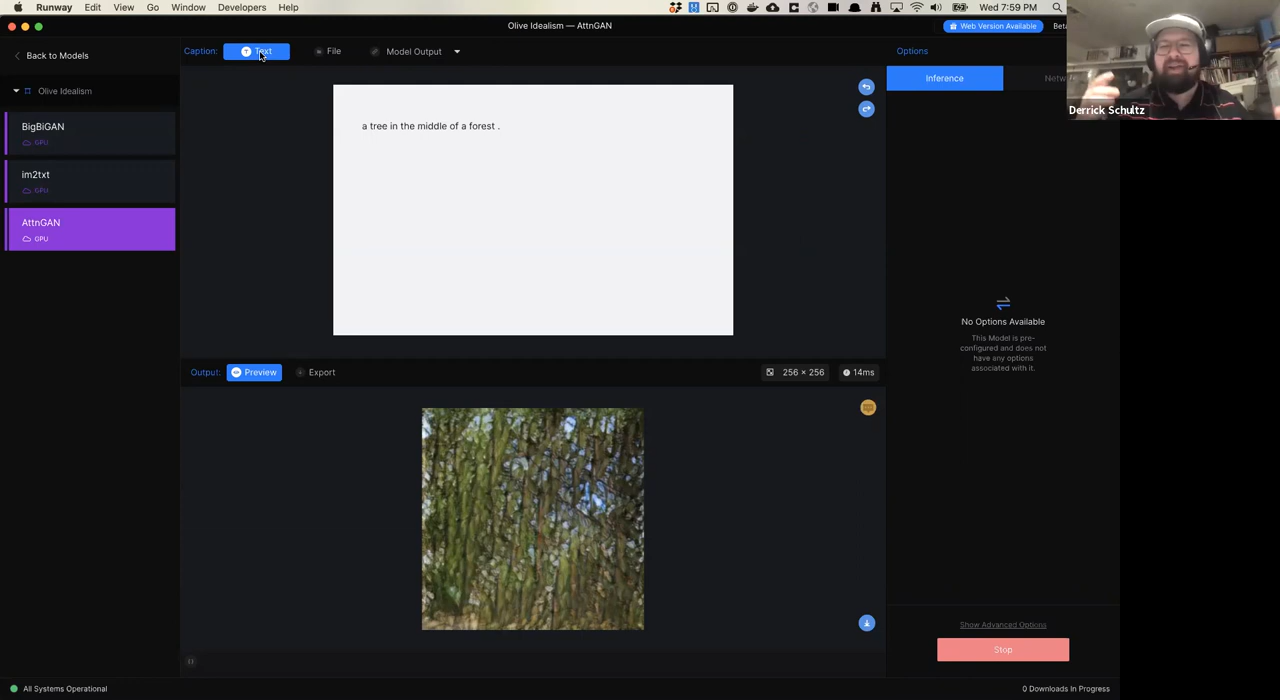 Runway Edit View Go Window Developers Help Wed 7:59 PM
Olive Idealism — AttnGAN
Web Version Available
Back to Models
Caption: Text File Model Output
Options
Olive Idealism
Inference
Derrick Schultz
BigBiGAN
GPU
a tree in the middle of a forest .
im2txt
GPU
AttnGAN
GPU
No Options Available
This Model is pre-
configured and does not
have any options
associated with it.
Output: Preview Export 256 × 256 14ms
Show Advanced Options
Stop
All Systems Operational
0 Downloads In Progress